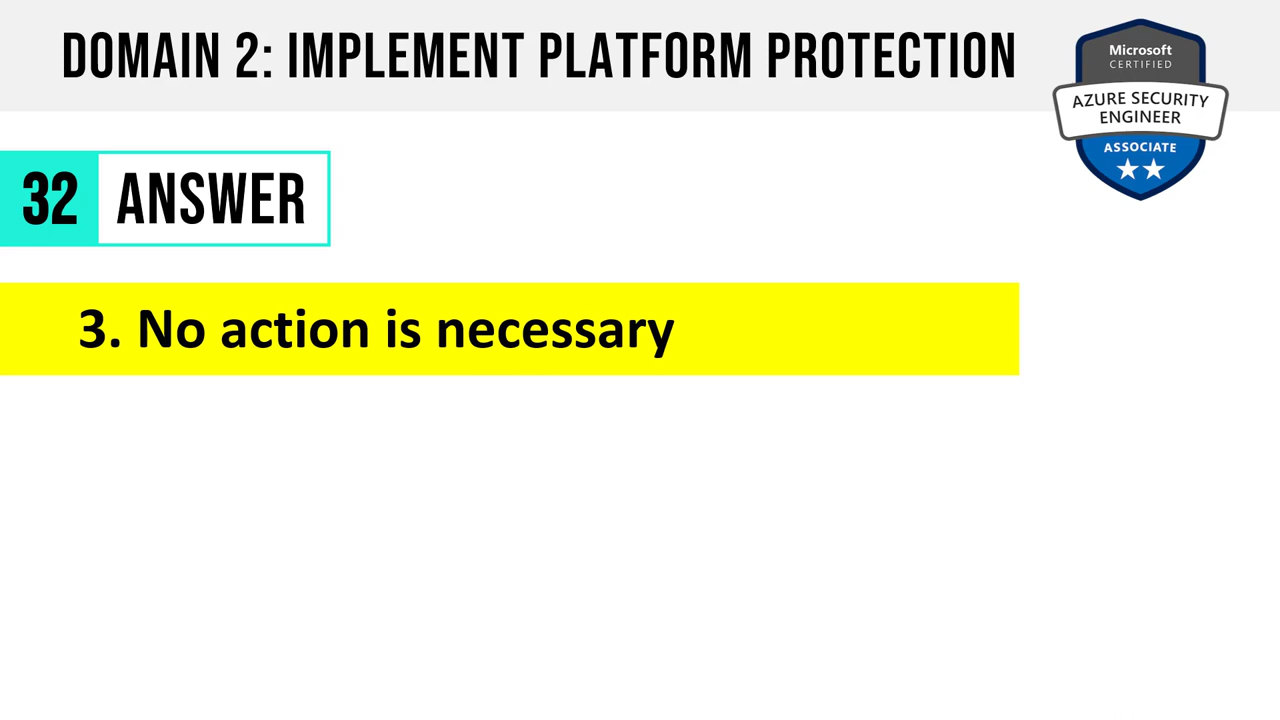 DOMAIN 2: IMPLEMENT PLATFORM PROTECTION
Microsoft
CERTIFIED
AZURE SECURITY
ENGINEER
ASSOCIATE
32 ANSWER
3. No action is necessary